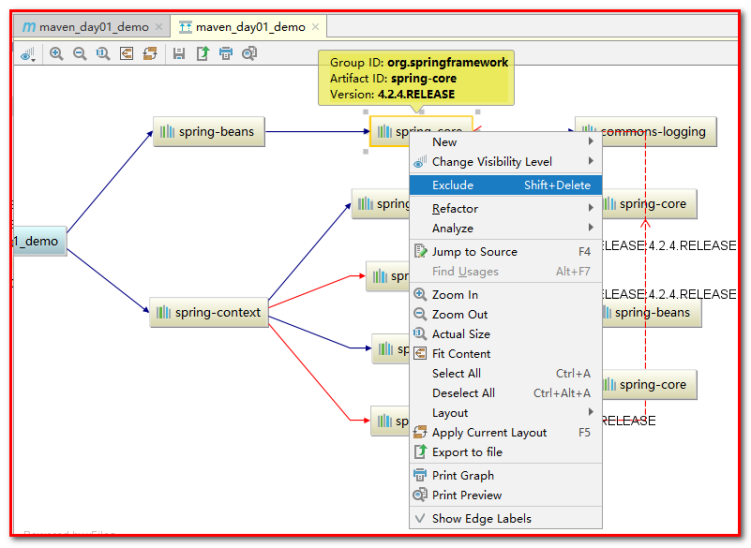 maven_day01_demo
maven_day01_demo
Group ID: org.springframework
Artifact ID: spring-core
Version: 4.2.4.RELEASE
spring-beans
spring-core
commons-logging
New
Change Visibility Level
Exclude Shift+Delete
spring
spring-core
Refactor
Analyze
1_demo
Jump to Source F4
ELEASE:4.2.4.RELEASE
Find Usages Alt+F7
spr
Zoom In
ELEASE:4.2.4.RELEASE
spring-context
Zoom Out
spring-beans
Actual Size
sp
Fit Content
Select All Ctrl+A
Deselect All Ctrl+Alt+A
spring-core
Layout
sp
RELEASE
Apply Current Layout F5
Export to file
Print Graph
Print Preview
Show Edge Labels